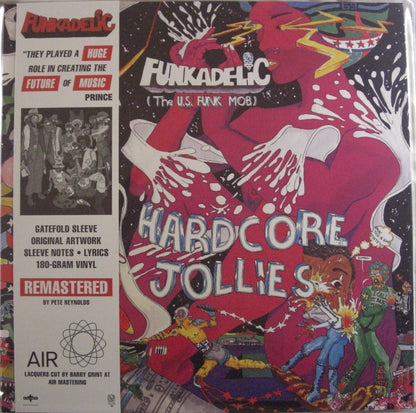 FUNKADELIC
"THEY PLAYED A HUGE
ROLE IN CREATING THE
FUTURE OF MUSIC"
PRINCE
GATEFOLD SLEEVE
ORIGINAL ARTWORK
SLEEVE NOTES • LYRICS
180-GRAM VINYL
REMASTERED
BY PETE REYNOLDS
AIR
LACQUERS CUT BY BARRY GRINT AT
AIR MASTERING
FUNKADELIC
(The U.S. FUNK MOB)
HARDCORE
JOLLIES